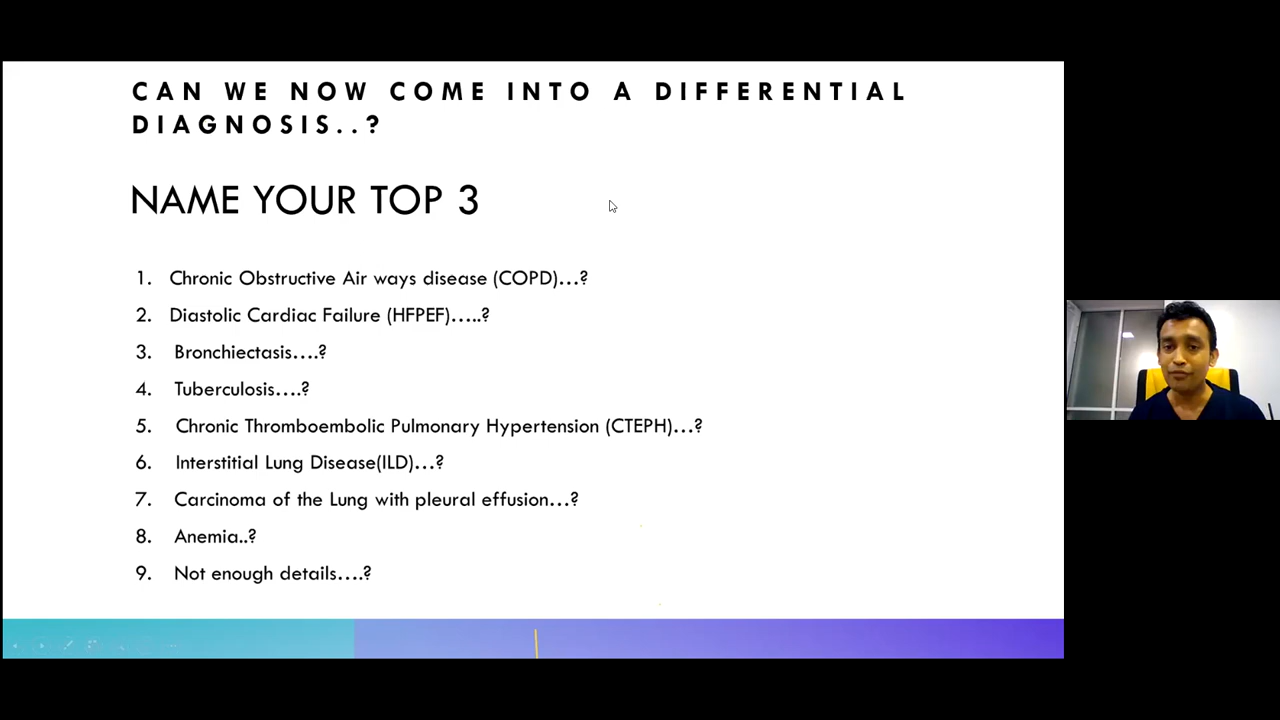 CAN WE NOW COME INTO A DIFFERENTIAL
DIAGNOSIS..?
NAME YOUR TOP 3
1. Chronic Obstructive Air ways disease (COPD)...?
2. Diastolic Cardiac Failure (HFPEF).....?
3. Bronchiectasis....?
4. Tuberculosis....?
5. Chronic Thromboembolic Pulmonary Hypertension (CTEPH)...?
6. Interstitial Lung Disease(ILD)...?
7. Carcinoma of the Lung with pleural effusion...?
8. Anemia..?
9. Not enough details....?